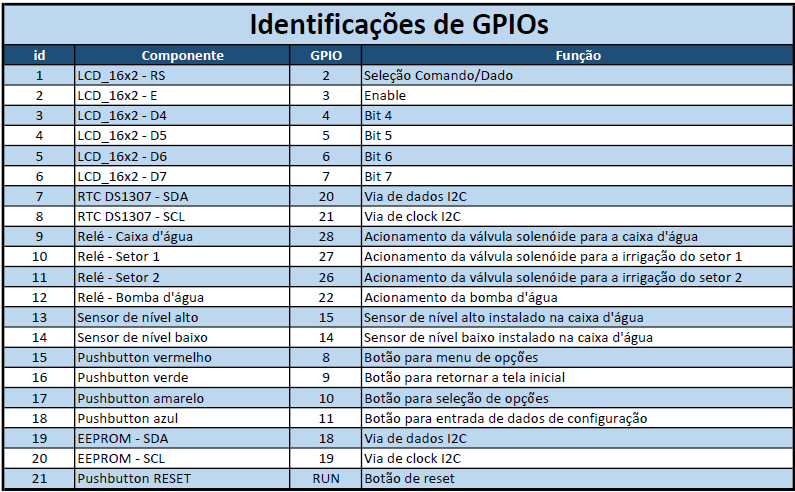 Identificações de GPIOs
id Componente GPIO Função
1 LCD_16x2 - RS 2 Seleção Comando/Dado
2 LCD_16x2 - E 3 Enable
3 LCD_16x2 - D4 4 Bit 4
4 LCD_16x2 - D5 5 Bit 5
5 LCD_16x2 - D6 6 Bit 6
6 LCD_16x2 - D7 7 Bit 7
7 RTC DS1307 - SDA 20 Via de dados I2C
8 RTC DS1307 - SCL 21 Via de clock I2C
9 Relé - Caixa d'água 28 Acionamento da válvula solenóide para a caixa d'água
10 Relé - Setor 1 27 Acionamento da válvula solenóide para a irrigação do setor 1
11 Relé - Setor 2 26 Acionamento da válvula solenóide para a irrigação do setor 2
12 Relé - Bomba d'água 22 Acionamento da bomba d'água
13 Sensor de nível alto 15 Sensor de nível alto instalado na caixa d'água
14 Sensor de nível baixo 14 Sensor de nível baixo instalado na caixa d'água
15 Pushbutton vermelho 8 Botão para menu de opções
16 Pushbutton verde 9 Botão para retornar a tela inicial
17 Pushbutton amarelo 10 Botão para seleção de opções
18 Pushbutton azul 11 Botão para entrada de dados de configuração
19 EEPROM - SDA 18 Via de dados I2C
20 EEPROM - SCL 19 Via de clock I2C
21 Pushbutton RESET RUN Botão de reset